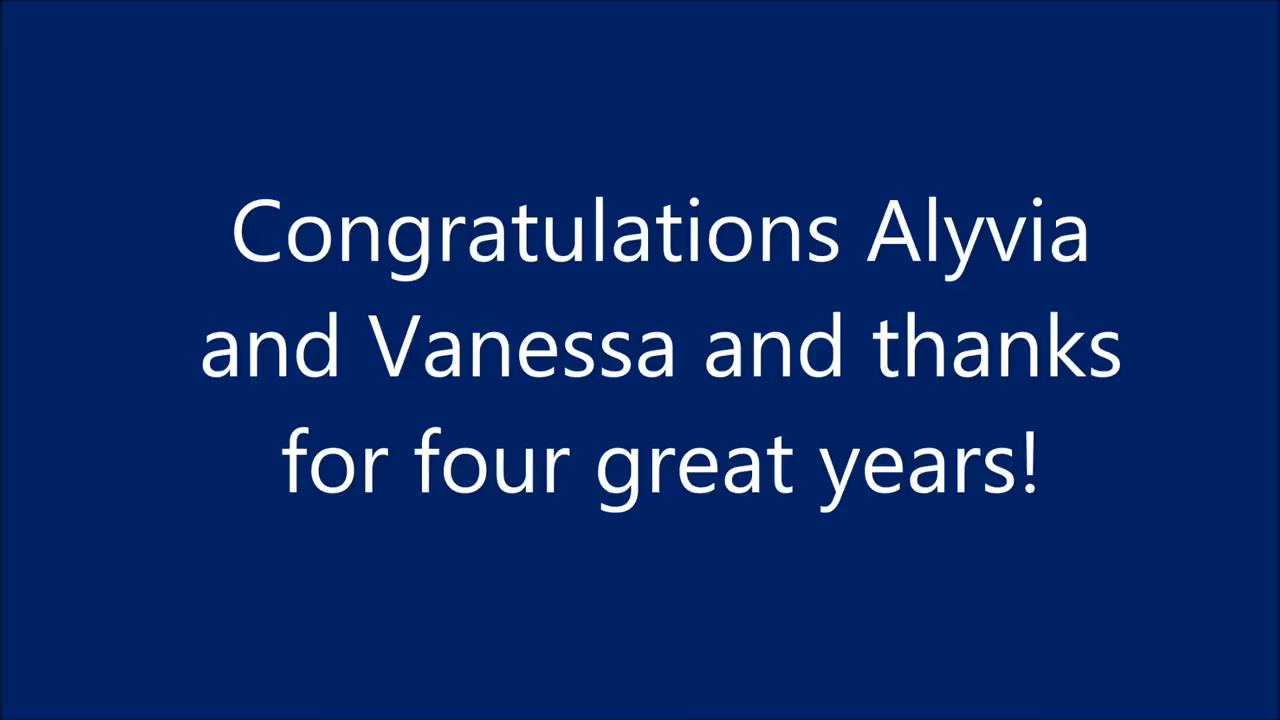 Congratulations Alyvia
and Vanessa and thanks
for four great years!